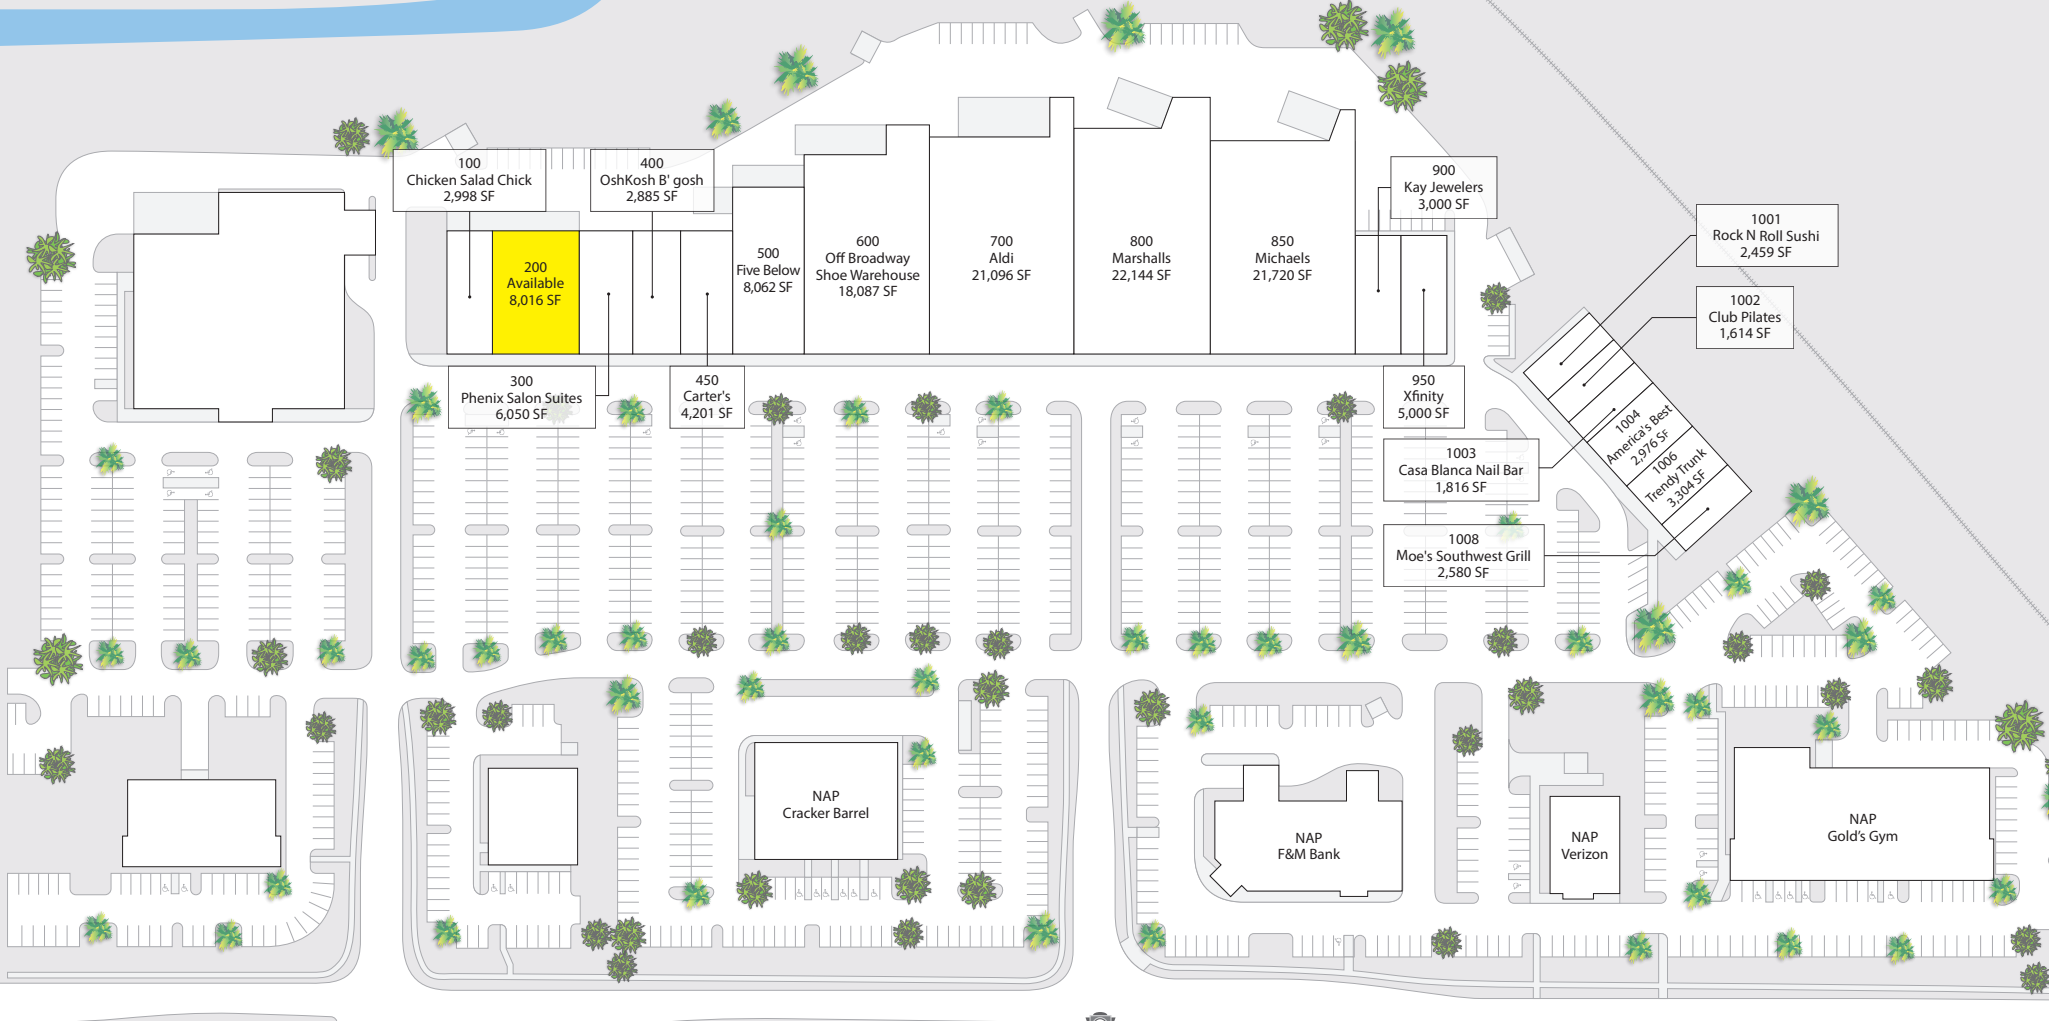 100
Chicken Salad Chick
2,998 SF
400
OshKosh B' gosh
2,885 SF
900
Kay Jewelers
3,000 SF
1001
Rock N Roll Sushi
2,459 SF
200
Available
8,016 SF
500
Five Below
8,062 SF
600
Off Broadway
Shoe Warehouse
18,087 SF
700
Aldi
21,096 SF
800
Marshalls
22,144 SF
850
Michaels
21,720 SF
1002
Club Pilates
1,614 SF
300
Phenix Salon Suites
6,050 SF
450
Carter's
4,201 SF
950
Xfinity
5,000 SF
1003
Casa Blanca Nail Bar
1,816 SF
1004
America's Best
2,976 SF
1006
Trendy Trunk
3,304 SF
1008
Moe's Southwest Grill
2,580 SF
NAP
Cracker Barrel
NAP
F&M Bank
NAP
Verizon
NAP
Gold's Gym